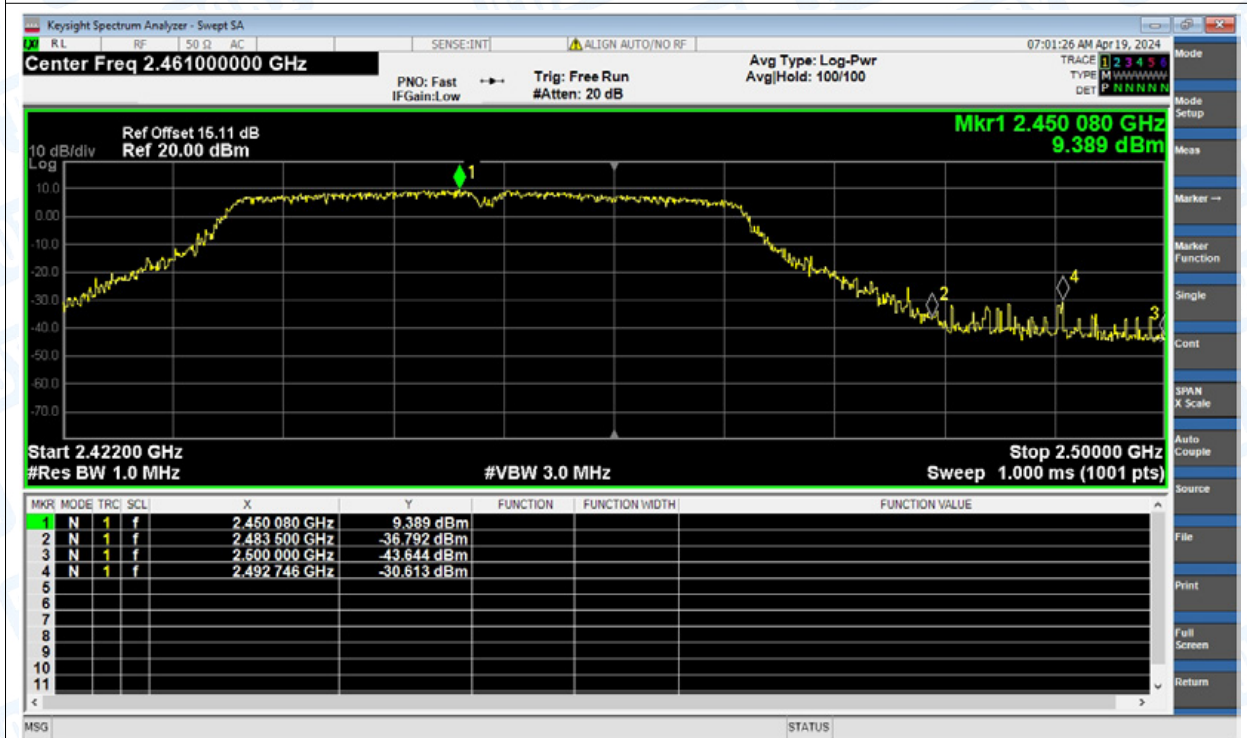 Keysight Spectrum Analyzer - Swept SA
RL RF 50 Ω AC SENSE:INT ALIGN AUTO/NO RF 07:01:26 AM Apr 19, 2024
Center Freq 2.461000000 GHz
PNO: Fast
IFGain:Low
Trig: Free Run
#Atten: 20 dB
Avg Type: Log-Pwr
Avg|Hold: 100/100
TRACE 1 2 3 4 5 6
TYPE M WWWWW
DET P N N N N N
Mkr1 2.450 080 GHz
9.389 dBm
Ref Offset 15.11 dB
10 dB/div Ref 20.00 dBm
Log
10.0
0.00
-10.0
-20.0
-30.0
-40.0
-50.0
-60.0
-70.0
1
2
4
3
Start 2.42200 GHz Stop 2.50000 GHz
#Res BW 1.0 MHz #VBW 3.0 MHz Sweep 1.000 ms (1001 pts)
MKR MODE TRC SCL X Y FUNCTION FUNCTION WIDTH FUNCTION VALUE
1 N 1 f 2.450 080 GHz 9.389 dBm
2 N 1 f 2.483 500 GHz -36.792 dBm
3 N 1 f 2.500 000 GHz -43.644 dBm
4 N 1 f 2.492 746 GHz -30.613 dBm
5
6
7
8
9
10
11
MSG STATUS
Mode
Mode
Setup
Meas
Marker →
Marker
Function
Single
Cont
SPAN
X Scale
Auto
Couple
Source
File
Print
Full
Screen
Return